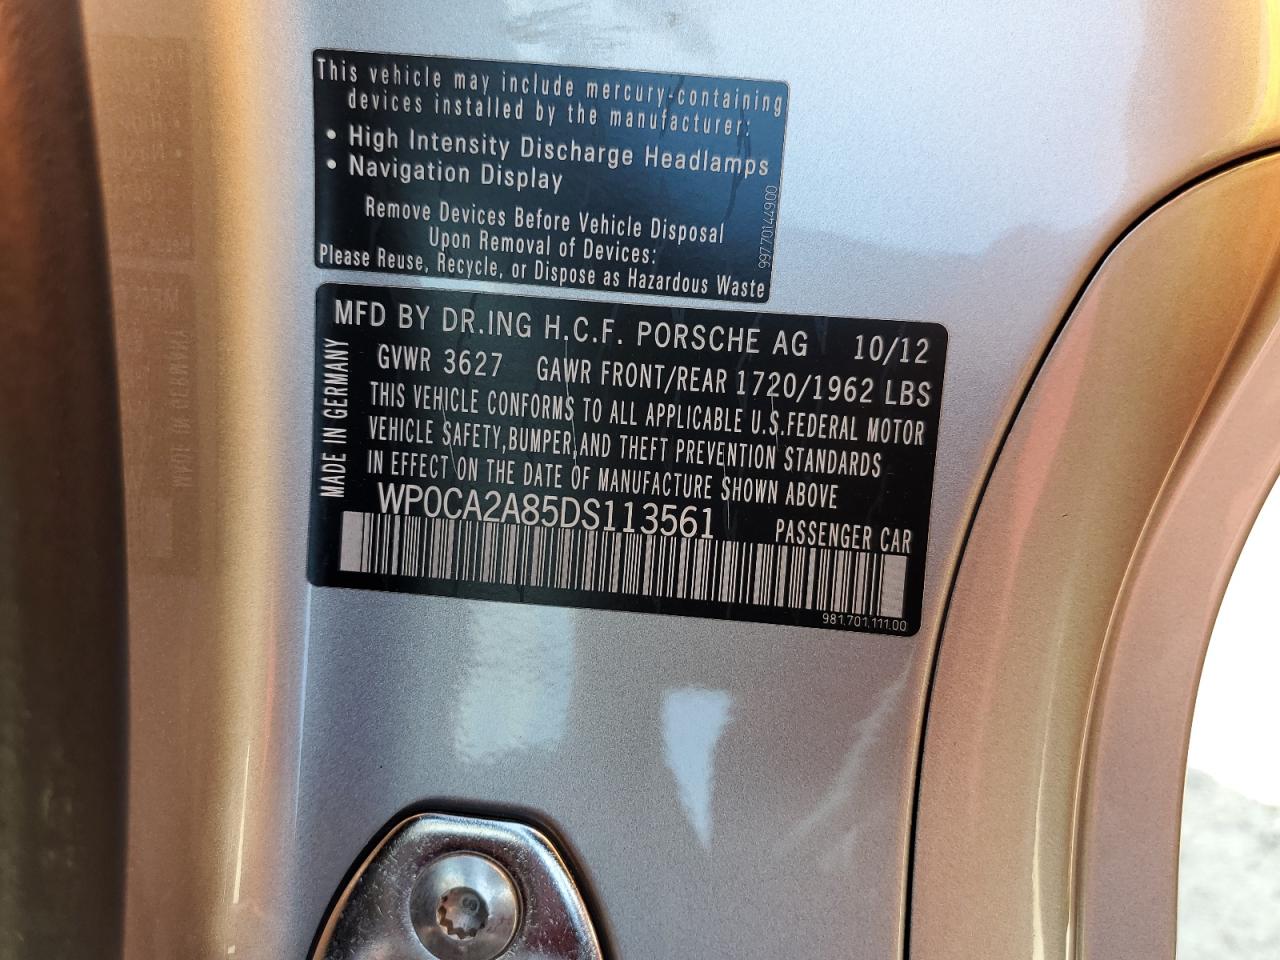 This vehicle may include mercury-containing
devices installed by the manufacturer:
• High Intensity Discharge Headlamps
• Navigation Display
Remove Devices Before Vehicle Disposal
Upon Removal of Devices:
Please Reuse, Recycle, or Dispose as Hazardous Waste
997.701.449.00
MFD BY DR.ING H.C.F. PORSCHE AG 10/12
GVWR 3627 GAWR FRONT/REAR 1720/1962 LBS
THIS VEHICLE CONFORMS TO ALL APPLICABLE U.S.FEDERAL MOTOR
VEHICLE SAFETY,BUMPER,AND THEFT PREVENTION STANDARDS
IN EFFECT ON THE DATE OF MANUFACTURE SHOWN ABOVE
MADE IN GERMANY
WP0CA2A85DS113561 PASSENGER CAR
981.701.111.00